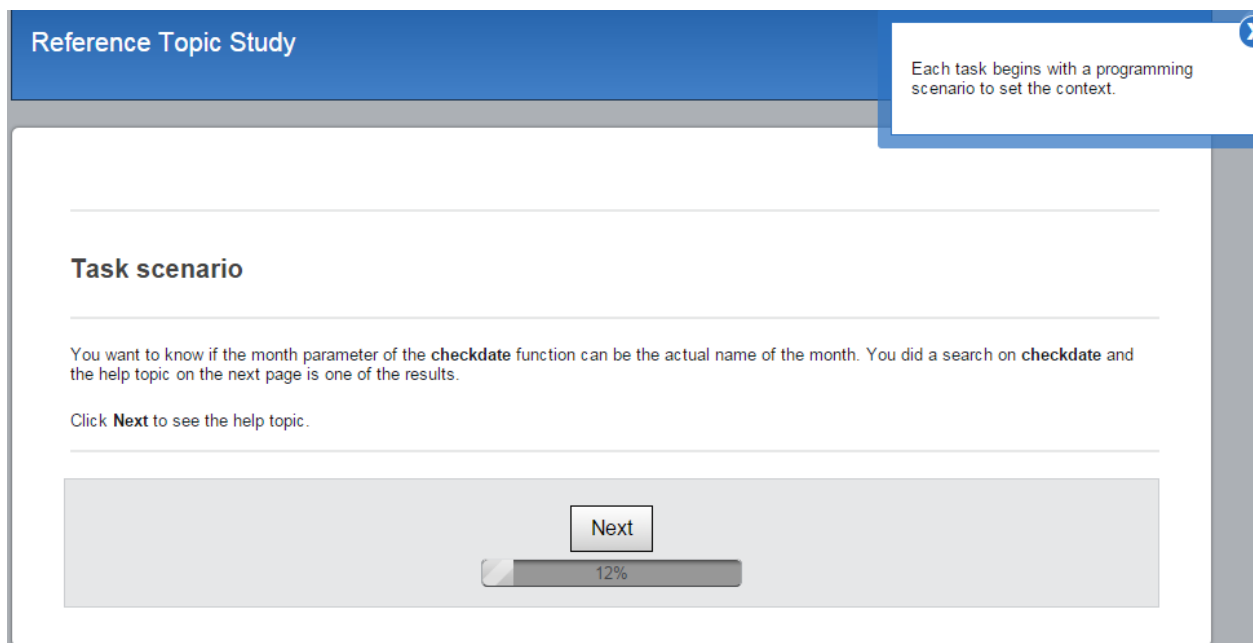 Reference Topic Study
Each task begins with a programming
scenario to set the context.
Task scenario
You want to know if the month parameter of the checkdate function can be the actual name of the month. You did a search on checkdate and
the help topic on the next page is one of the results.
Click Next to see the help topic.
Next
12%